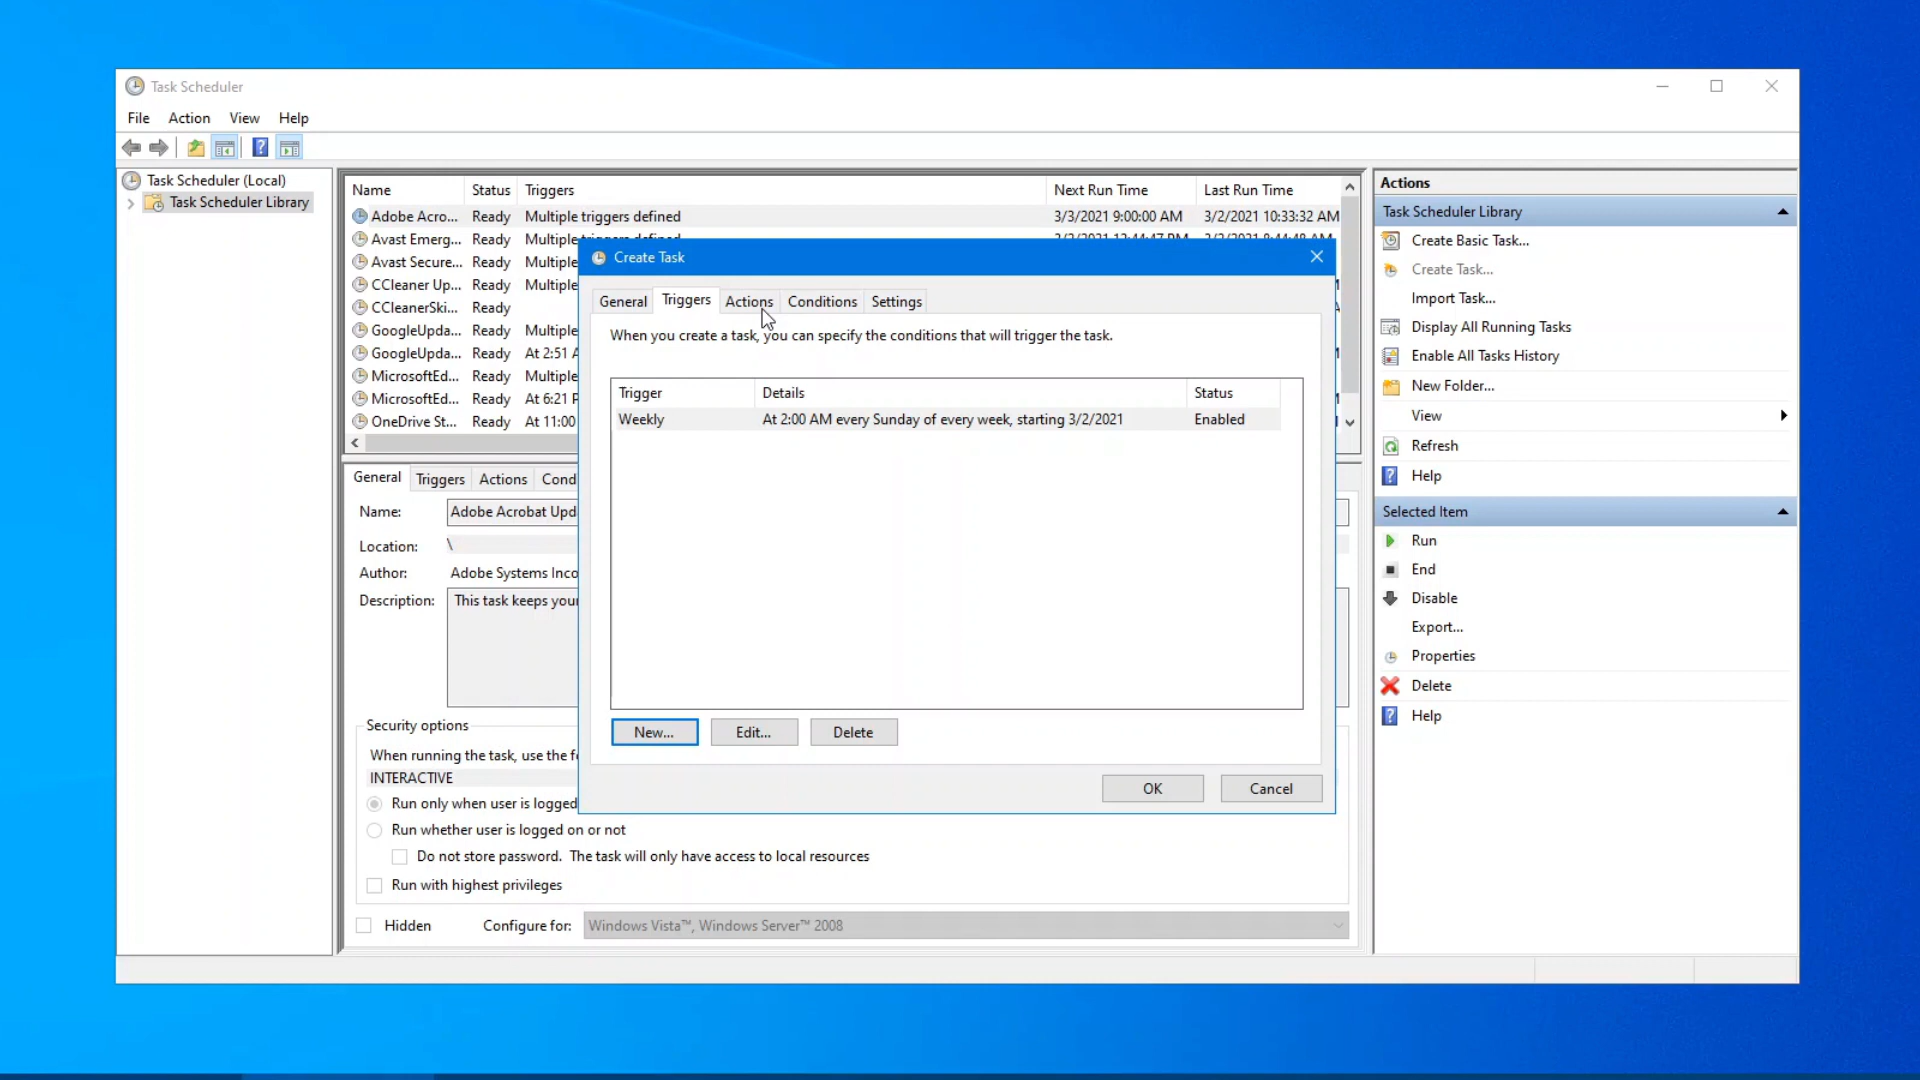 Task Scheduler
File Action View Help
Task Scheduler (Local)
Task Scheduler Library
Name Status Triggers Next Run Time Last Run Time
Adobe Acro... Ready Multiple triggers defined 3/3/2021 9:00:00 AM 3/2/2021 10:33:32 AM
Avast Emerg... Ready Multiple triggers defined
Avast Secure... Ready Multiple
CCleaner Up... Ready Multiple
CCleanerSki... Ready
GoogleUpda... Ready Multiple
GoogleUpda... Ready At 2:51 A
MicrosoftEd... Ready Multiple
MicrosoftEd... Ready At 6:21 P
OneDrive St... Ready At 11:00
General Triggers Actions Cond
Name: Adobe Acrobat Upd
Location: \
Author: Adobe Systems Inco
Description: This task keeps your
Security options
When running the task, use the f
INTERACTIVE
Run only when user is logged
Run whether user is logged on or not
Do not store password. The task will only have access to local resources
Run with highest privileges
Hidden Configure for: Windows Vista™, Windows Server™ 2008
Create Task
General Triggers Actions Conditions Settings
When you create a task, you can specify the conditions that will trigger the task.
Trigger Details Status
Weekly At 2:00 AM every Sunday of every week, starting 3/2/2021 Enabled
New... Edit... Delete
OK Cancel
Actions
Task Scheduler Library
Create Basic Task...
Create Task...
Import Task...
Display All Running Tasks
Enable All Tasks History
New Folder...
View
Refresh
Help
Selected Item
Run
End
Disable
Export...
Properties
Delete
Help